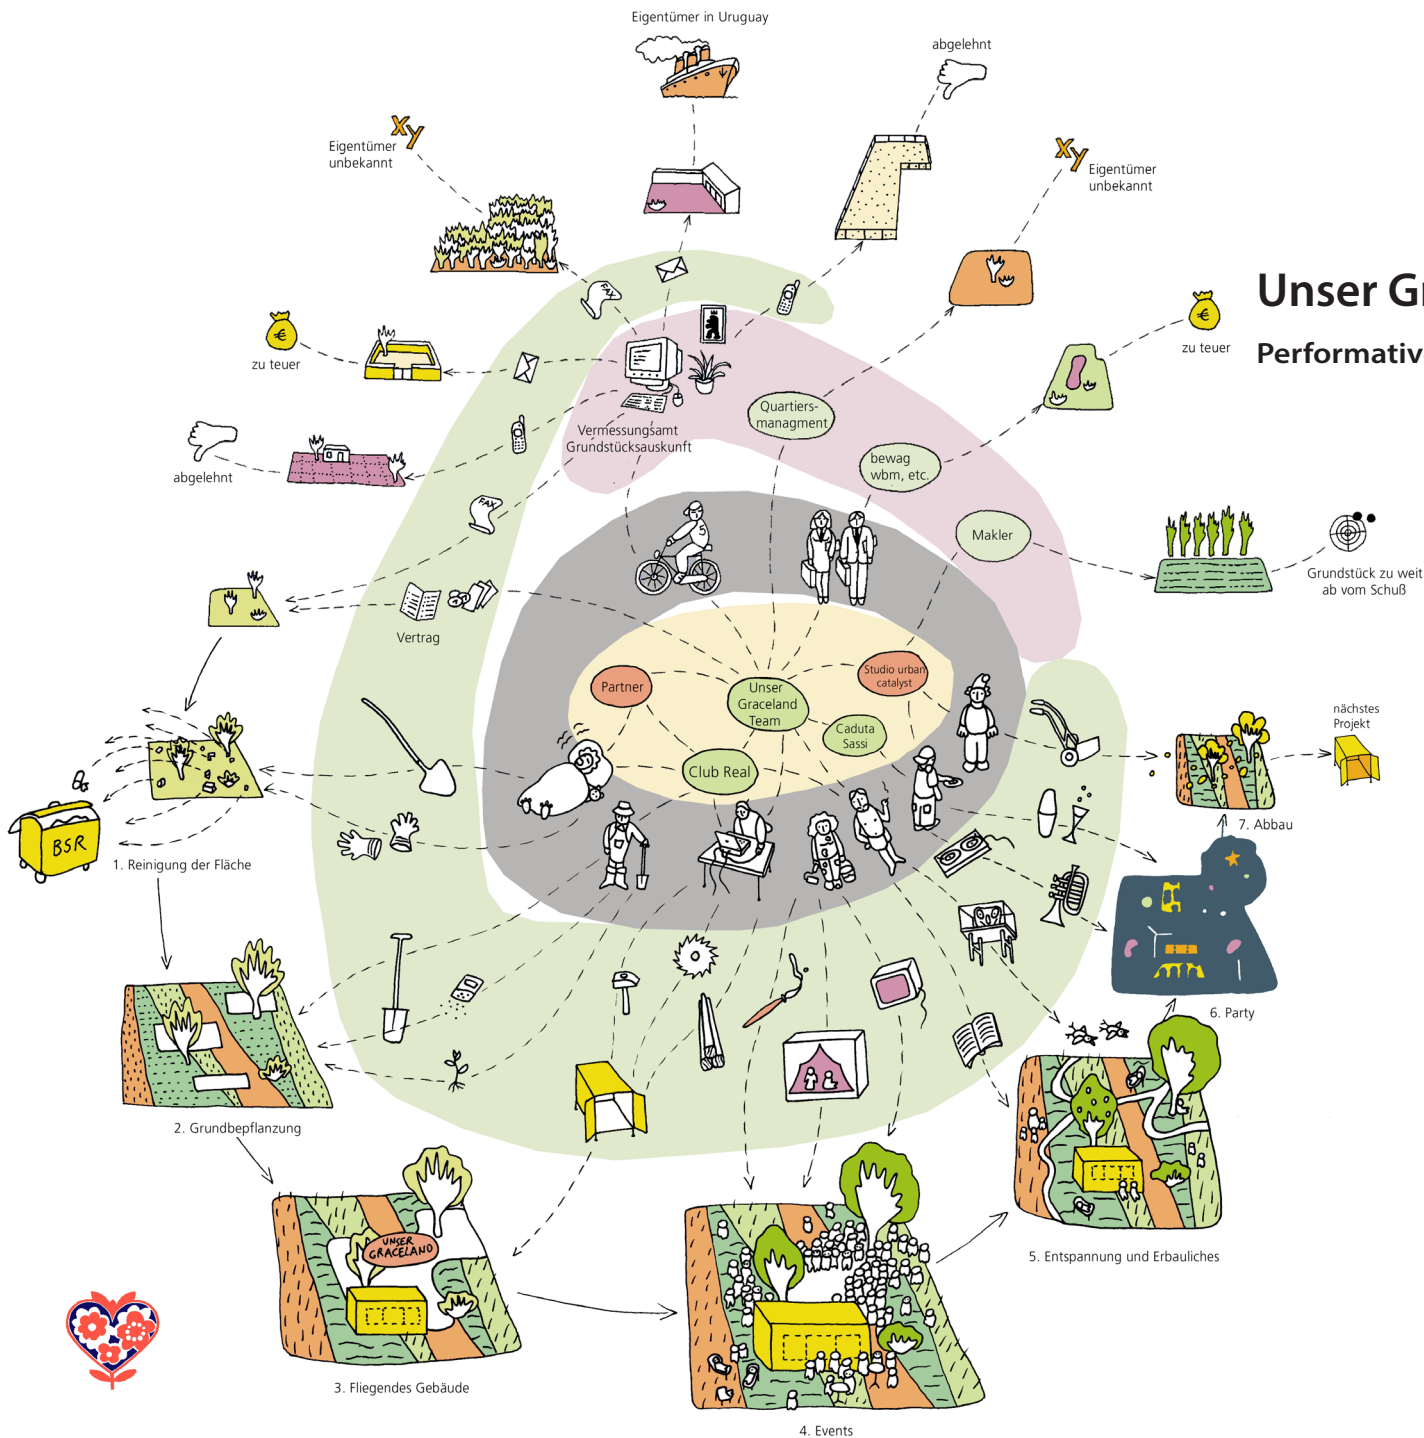 Eigentümer in Uruguay
abgelehnt
xy
Eigentümer
unbekannt
xy
Eigentümer
unbekannt
Unser Gr
Performativ
€
zu teuer
€
zu teuer
abgelehnt
Vermessungsamt
Grundstücksauskunft
Quartiers-
managment
bewag
wbm, etc.
Makler
Grundstück zu weit
ab vom Schuß
FAX
5
Vertrag
Partner
Unser
Graceland
Team
Studio urban
catalyst
Caduta
Sassi
Club Real
nächstes
Projekt
7. Abbau
BSR
1. Reinigung der Fläche
6. Party
2. Grundbepflanzung
UNSER
GRACELAND
5. Entspannung und Erbauliches
3. Fliegendes Gebäude
4. Events